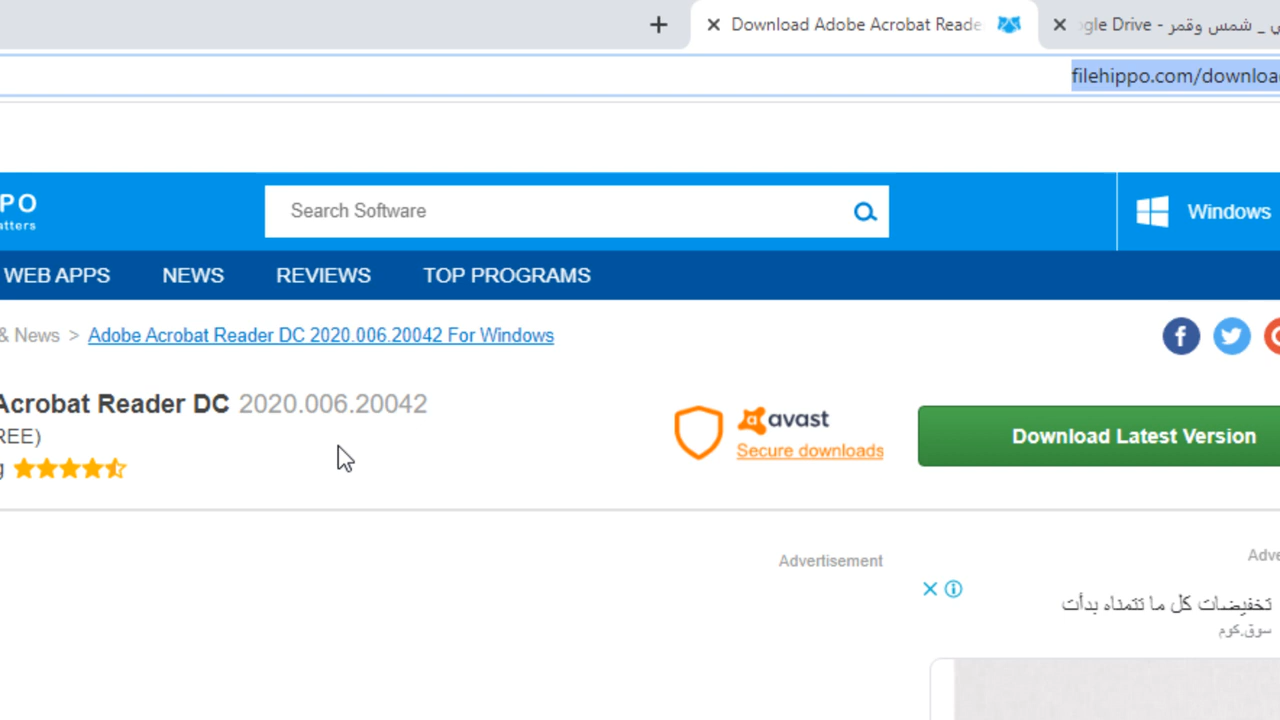 Download Adobe Acrobat Reade
gle Drive - ي _ شمس وقمر
filehippo.com/downloa
PO
atters
Search Software
Windows
WEB APPS
NEWS
REVIEWS
TOP PROGRAMS
& News > Adobe Acrobat Reader DC 2020.006.20042 For Windows
Acrobat Reader DC 2020.006.20042
REE)
avast
Secure downloads
Download Latest Version
Advertisement
Adve
تخفيضات كل ما تتمناه بدأت
سوق.كوم